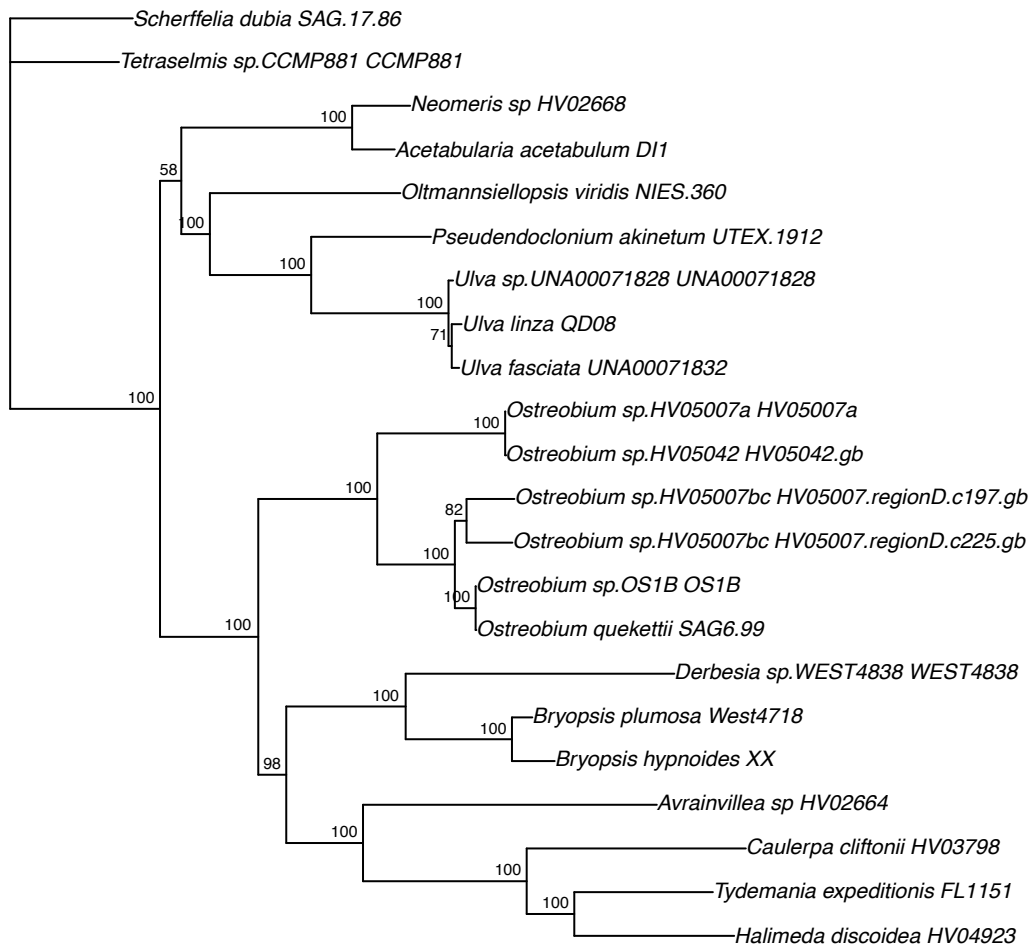 Scherffelia dubia SAG.17.86
Tetraselmis sp.CCMP881 CCMP881
Neomeris sp HV02668
100
Acetabularia acetabulum DI1
58
Oltmannsiellopsis viridis NIES.360
100
Pseudendoclonium akinetum UTEX.1912
100
Ulva sp.UNA00071828 UNA00071828
100
Ulva linza QD08
71
Ulva fasciata UNA00071832
100
Ostreobium sp.HV05007a HV05007a
100
Ostreobium sp.HV05042 HV05042.gb
100
Ostreobium sp.HV05007bc HV05007.regionD.c197.gb
82
Ostreobium sp.HV05007bc HV05007.regionD.c225.gb
100
Ostreobium sp.OS1B OS1B
100
Ostreobium quekettii SAG6.99
100
Derbesia sp.WEST4838 WEST4838
100
Bryopsis plumosa West4718
100
Bryopsis hypnoides XX
98
Avrainvillea sp HV02664
100
Caulerpa cliftonii HV03798
100
Tydemania expeditionis FL1151
100
Halimeda discoidea HV04923